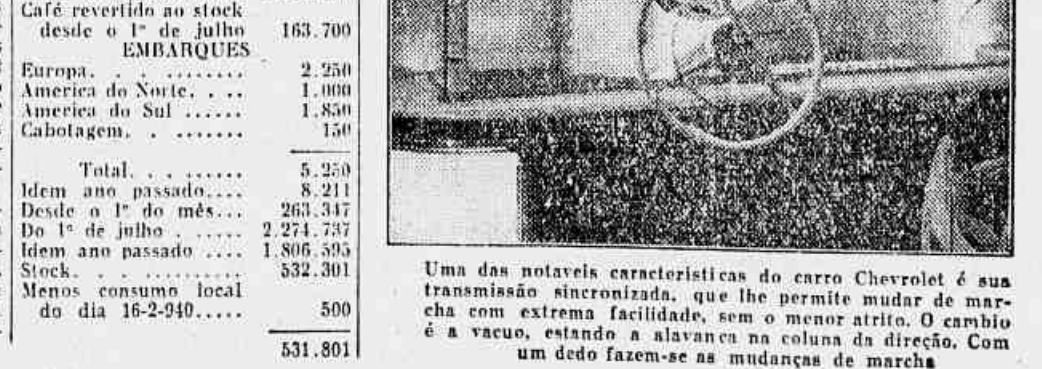 Café revertido ao stock
desde o 1º de julho 163.700
EMBARQUES
Europa. . . ........ 2.250
America do Norte. . .. 1.000
America do Sul ...... 1.850
Cabotagem. . ....... 150
Total. . ....... 5.250
Idem ano passado.... 8.211
Desde o 1º do mês... 263.347
Do 1º de julho . ..... 2.274.737
Idem ano passado .... 1.806.595
Stock. . . .......... 532.301
Menos consumo local
do dia 16-2-940..... 500
531.801
Uma das notaveis caracteristicas do carro Chevrolet é sua
transmissão sincronizada, que lhe permite mudar de mar-
cha com extrema facilidade, sem o menor atrito. O cambio
é a vacuo, estando a alavanca na coluna da direção. Com
um dedo fazem-se as mudanças de marcha